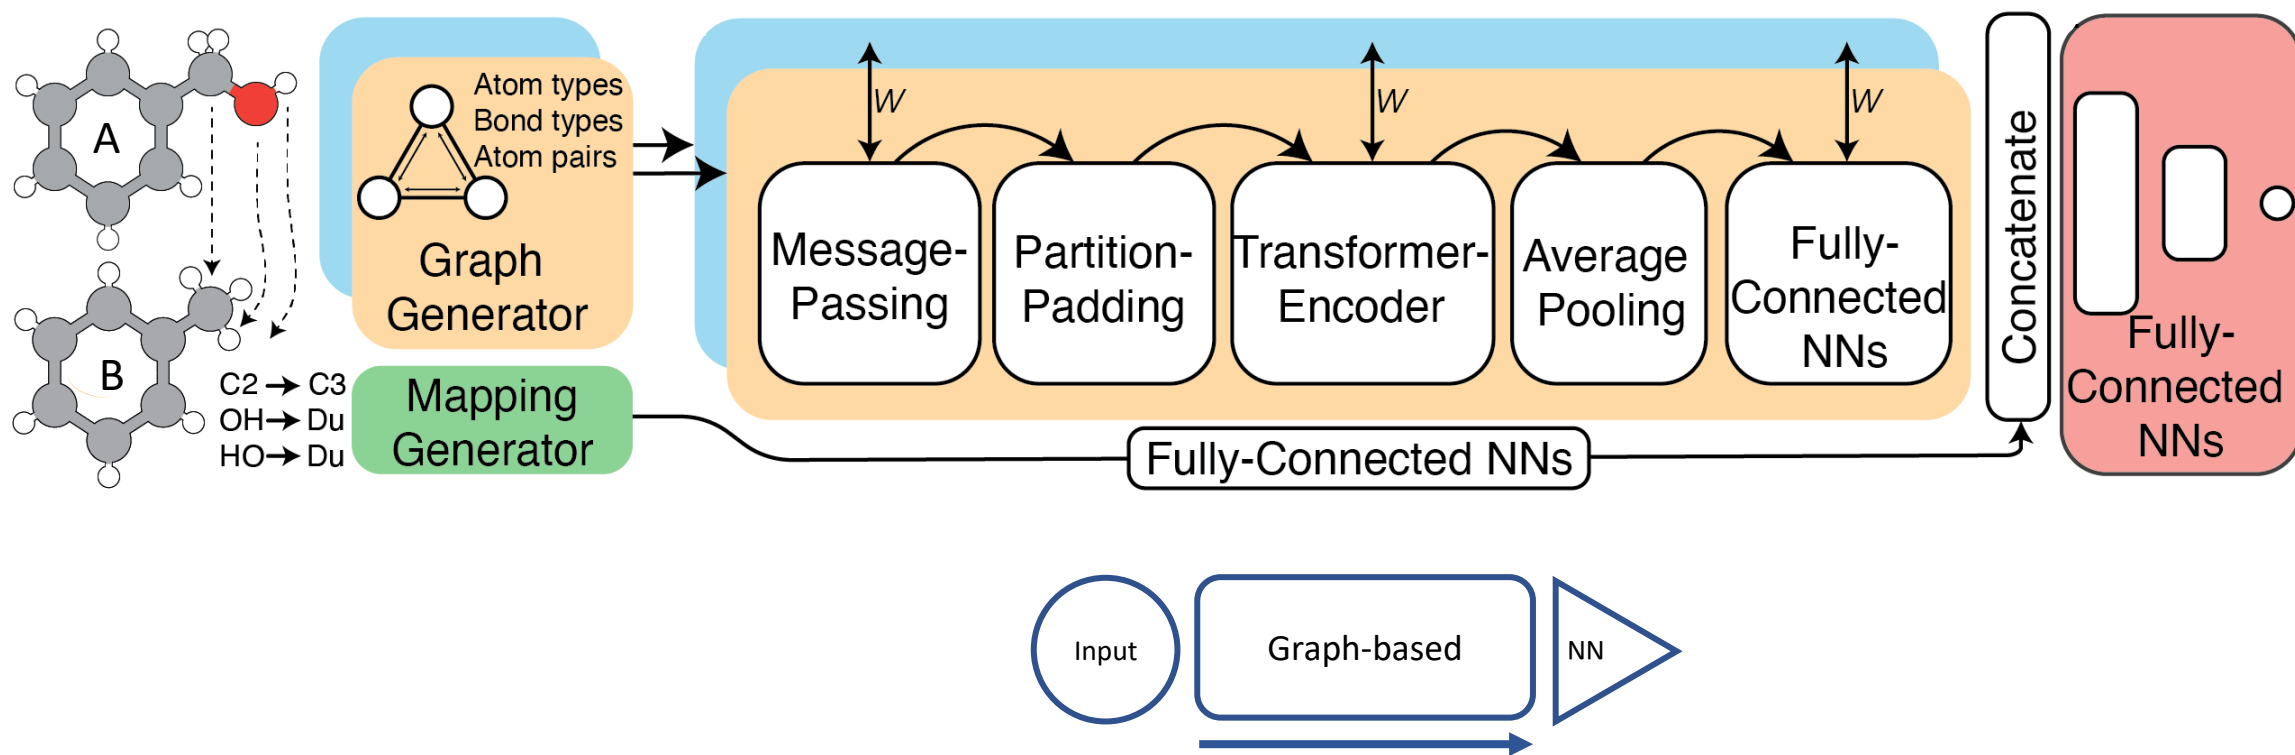 A
B
C2 → C3
OH → Du
HO → Du
Atom types
Bond types
Atom pairs
Graph
Generator
Mapping
Generator
W
W
W
Message-
Passing
Partition-
Padding
Transformer-
Encoder
Average
Pooling
Fully-
Connected
NNs
Fully-Connected NNs
Concatenate
Fully-
Connected
NNs
Input
Graph-based
NN